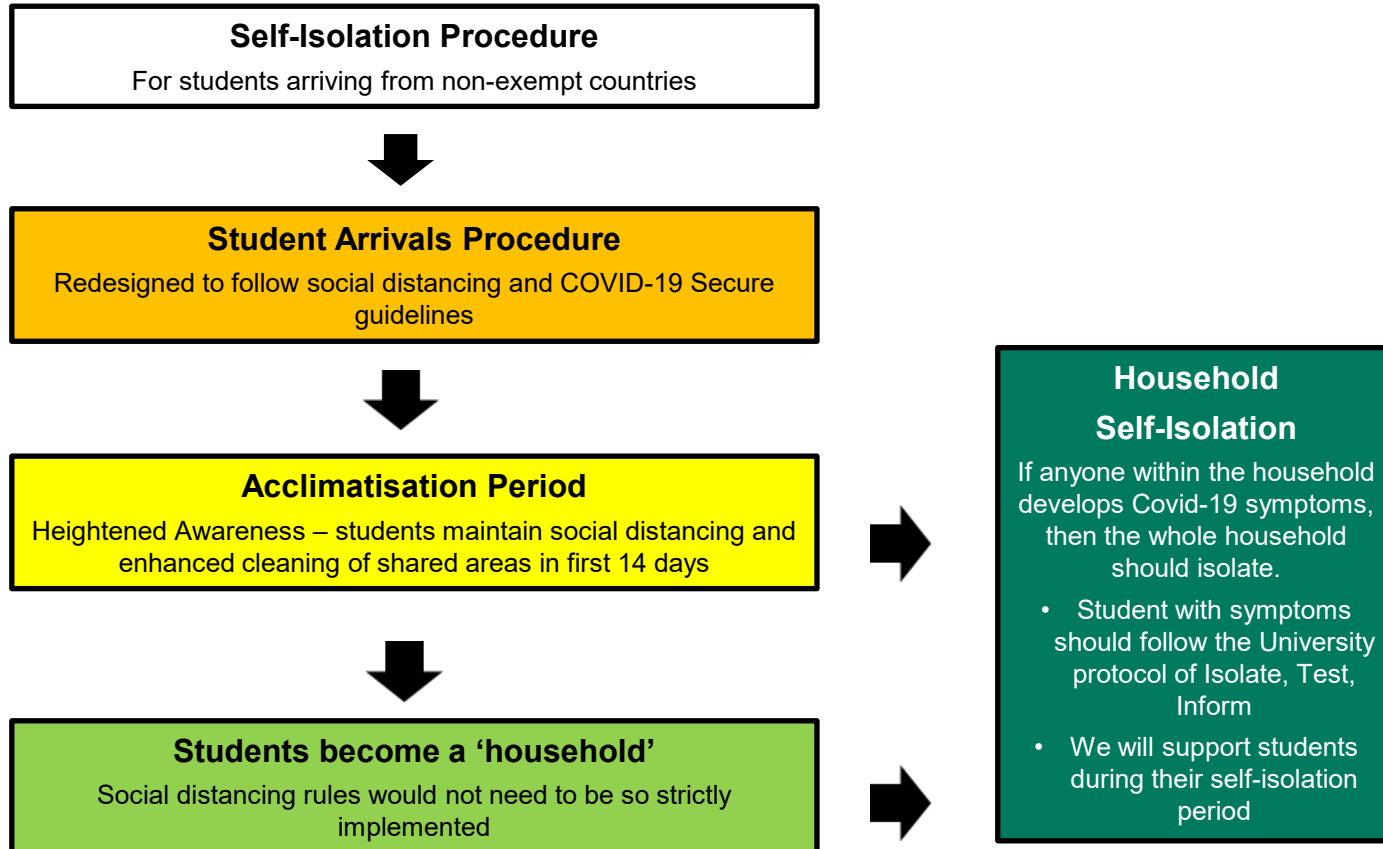 Self-Isolation Procedure
For students arriving from non-exempt countries
Student Arrivals Procedure
Redesigned to follow social distancing and COVID-19 Secure
guidelines
Acclimatisation Period
Heightened Awareness – students maintain social distancing and
enhanced cleaning of shared areas in first 14 days
Students become a ‘household’
Social distancing rules would not need to be so strictly
implemented
Household
Self-Isolation
If anyone within the household
develops Covid-19 symptoms,
then the whole household
should isolate.
• Student with symptoms
should follow the University
protocol of Isolate, Test,
Inform
• We will support students
during their self-isolation
period